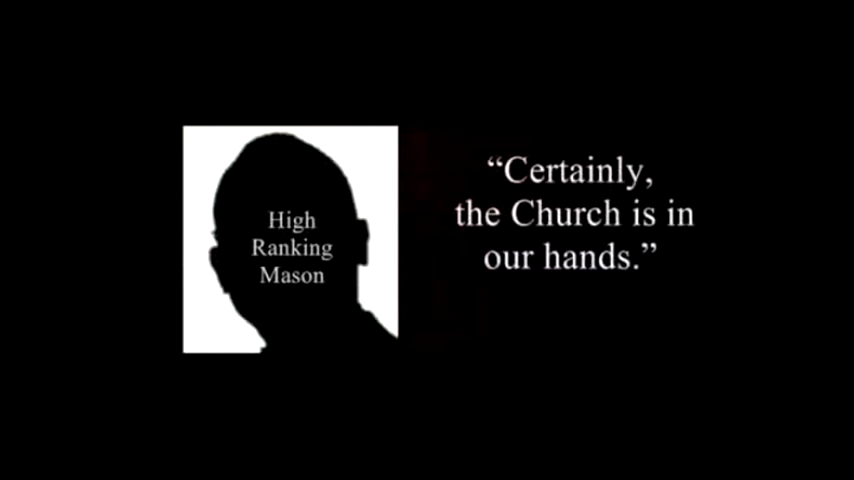 High
Ranking
Mason
“Certainly,
the Church is in
our hands.”